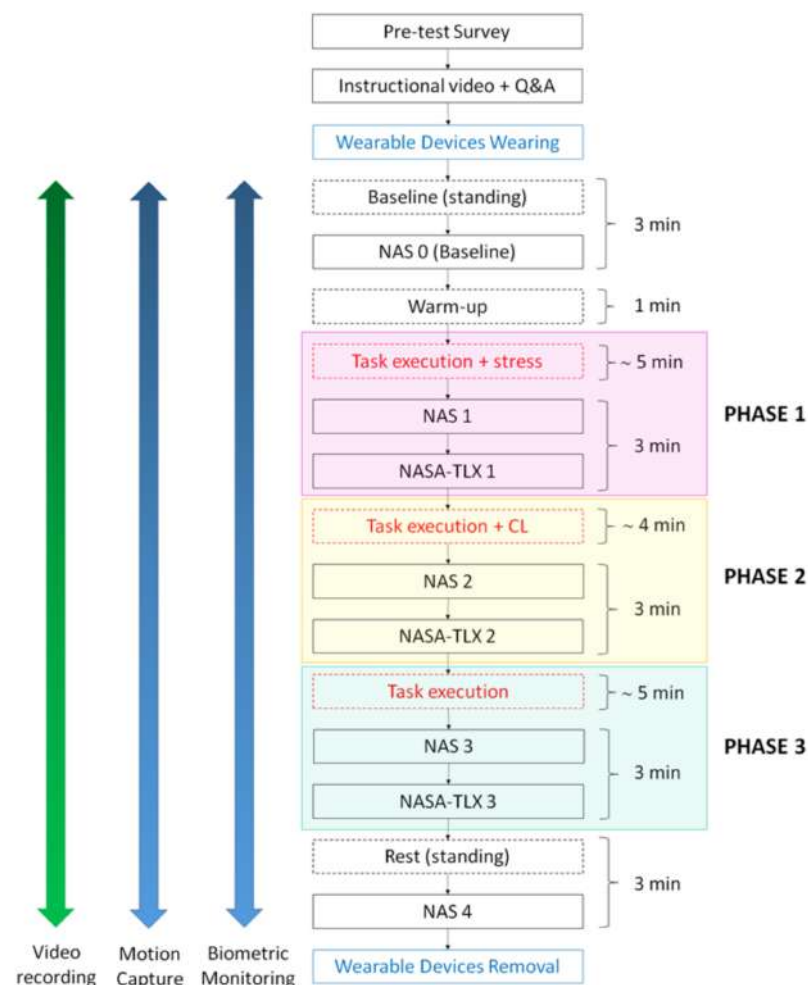 Pre-test Survey
Instructional video + Q&A
Wearable Devices Wearing
Baseline (standing)
3 min
NAS 0 (Baseline)
Warm-up
1 min
Task execution + stress
~ 5 min
PHASE 1
NAS 1
3 min
NASA-TLX 1
Task execution + CL
~ 4 min
PHASE 2
NAS 2
3 min
NASA-TLX 2
Task execution
~ 5 min
PHASE 3
NAS 3
3 min
NASA-TLX 3
Rest (standing)
3 min
NAS 4
Wearable Devices Removal
Video
recording
Motion
Capture
Biometric
Monitoring